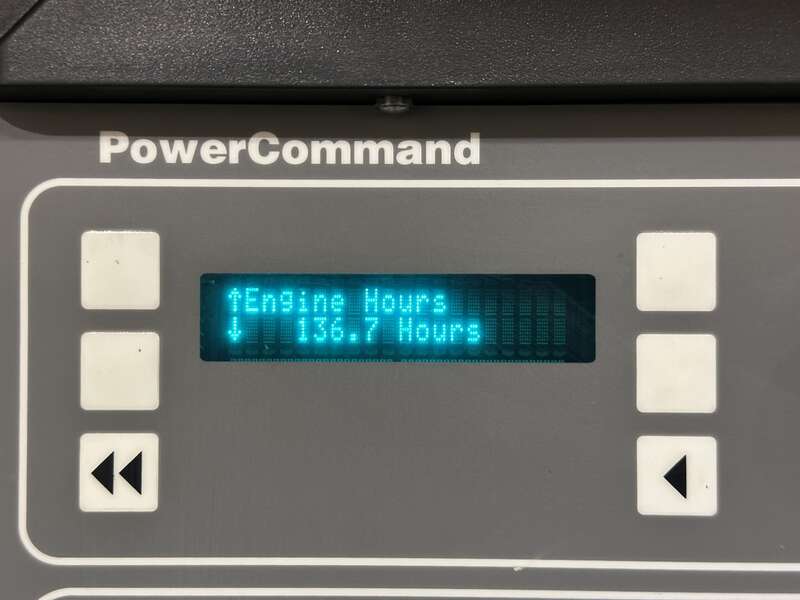 PowerCommand
↑Engine Hours
↓ 136.7 Hours